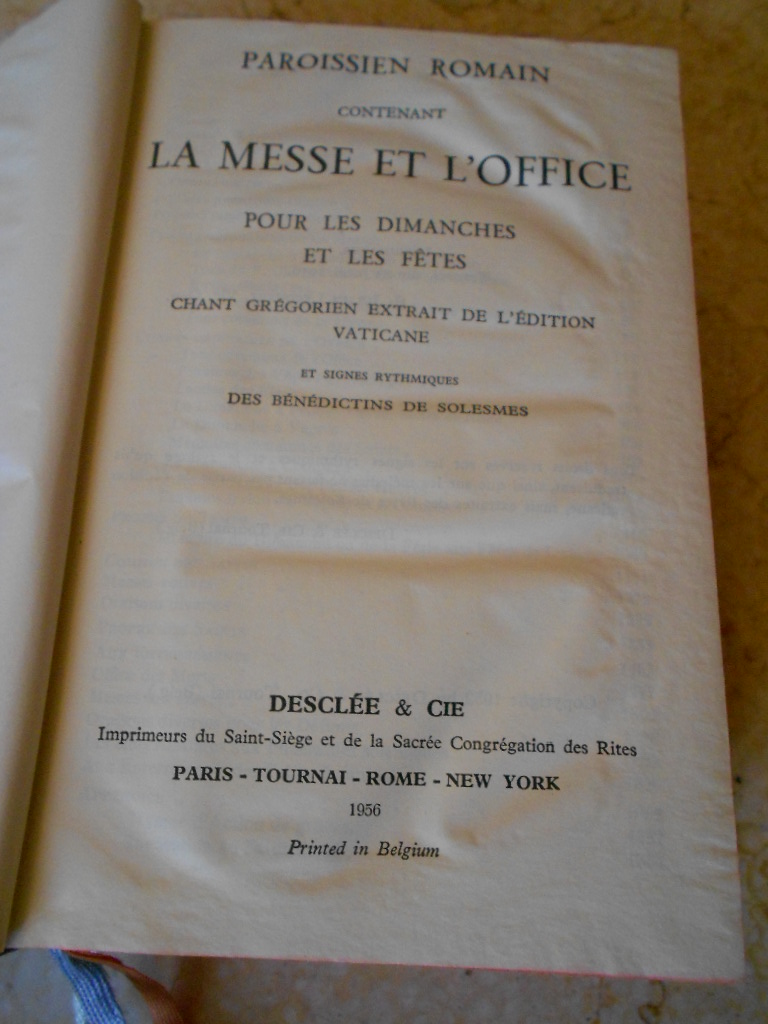 PAROISSIEN ROMAIN
CONTENANT
LA MESSE ET L'OFFICE
POUR LES DIMANCHES
ET LES FÊTES
CHANT GRÉGORIEN EXTRAIT DE L'ÉDITION
VATICANE
ET SIGNES RYTHMIQUES
DES BÉNÉDICTINS DE SOLESMES
DESCLÉE & CIE
Imprimeurs du Saint-Siège et de la Sacrée Congrégation des Rites
PARIS - TOURNAI - ROME - NEW YORK
1956
Printed in Belgium